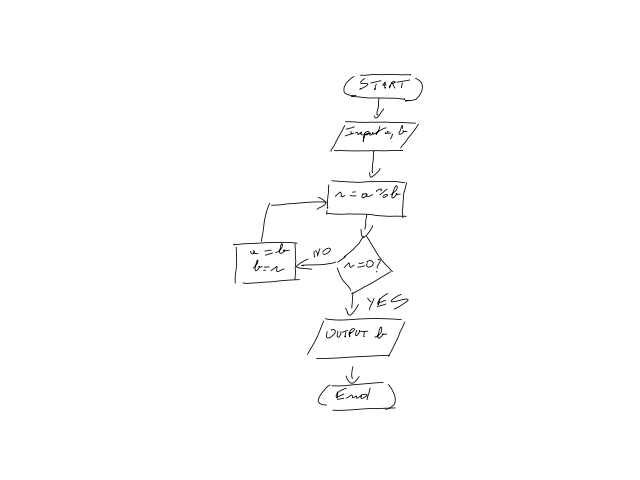 START
Input a, b
r = a % b
r = 0?
NO
a = b
b = r
YES
OUTPUT b
End